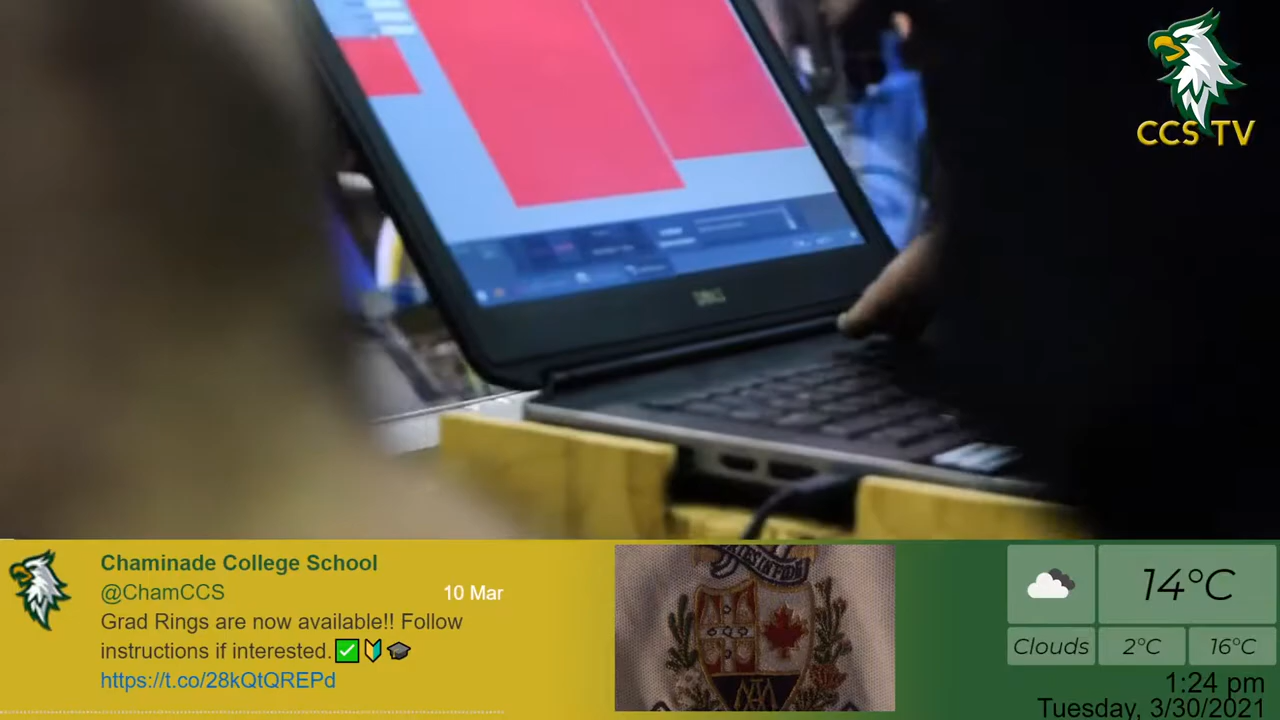 CCS TV
Chaminade College School
@ChamCCS
10 Mar
Grad Rings are now available!! Follow
instructions if interested.✅🔰🎓
https://t.co/28kQtQREPd
14°C
Clouds
2°C
16°C
1:24 pm
Tuesday, 3/30/2021
DELL